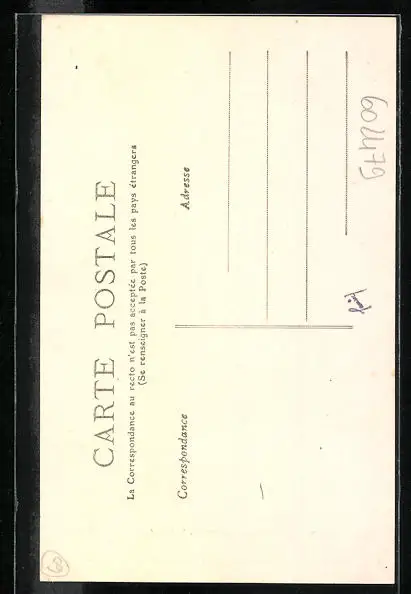 CARTE POSTALE
La Correspondance au recto n'est pas acceptée par tous les pays étrangers
(Se renseigner à la Poste)
Correspondance
Adresse
60